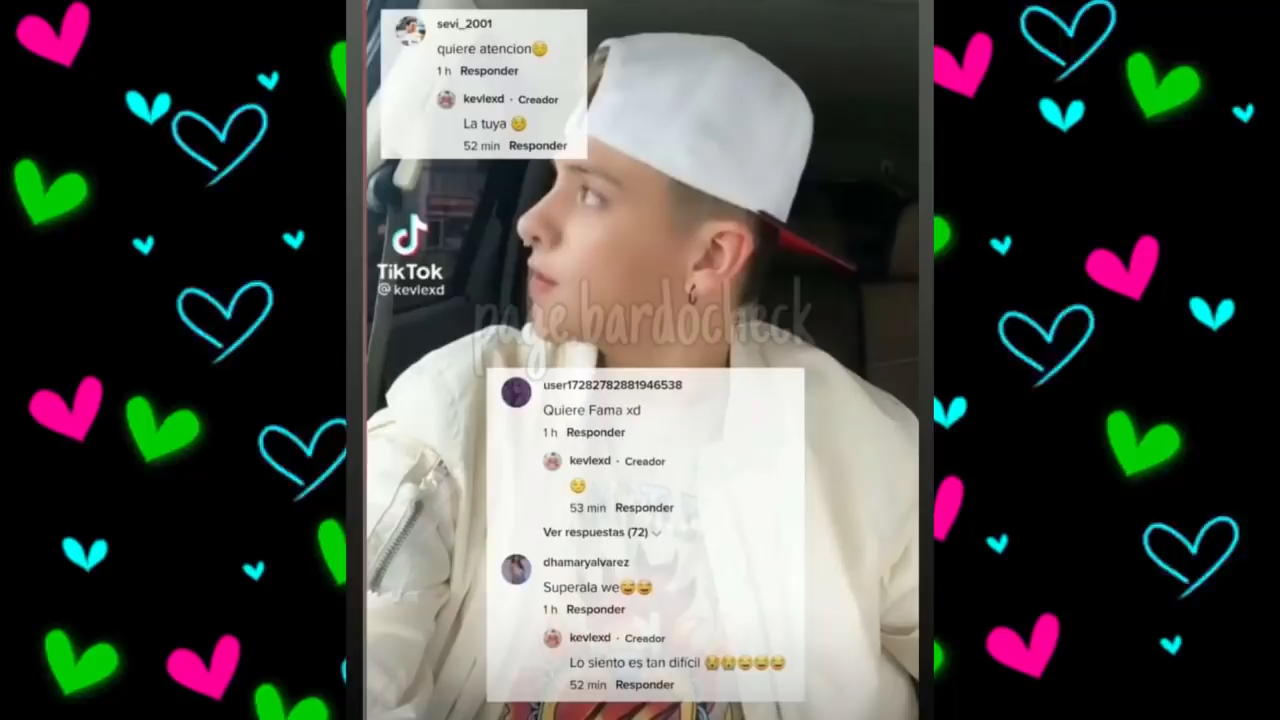 sevi_2001
quiere atencion☺️
1 h Responder
kevlexd · Creador
La tuya ☺️
52 min Responder
TikTok
@kevlexd
page.bardocheck
user17282782881946538
Quiere Fama xd
1 h Responder
kevlexd · Creador
☺️
53 min Responder
Ver respuestas (72)
dhamaryalvarez
Superala we😅😅
1 h Responder
kevlexd · Creador
Lo siento es tan difícil 😭😭😅😅😅
52 min Responder